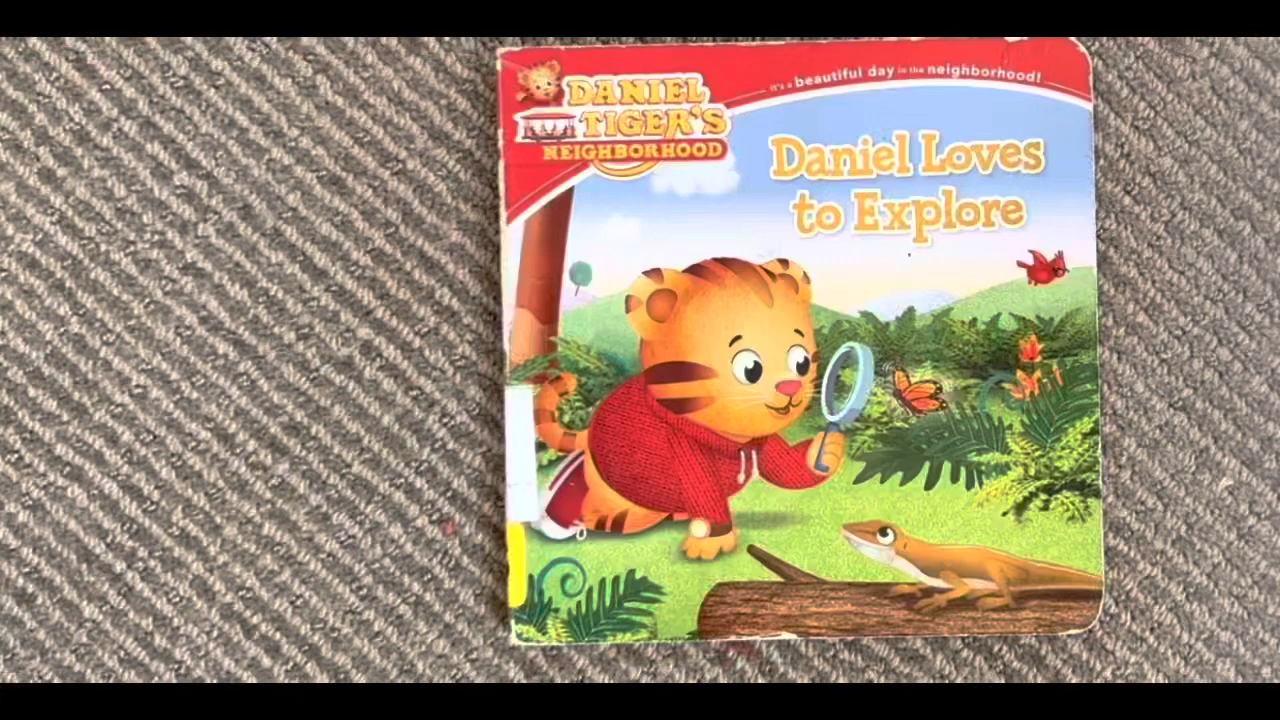 DANIEL
TIGER'S
NEIGHBORHOOD
it's a beautiful day in the neighborhood!
Daniel Loves
to Explore